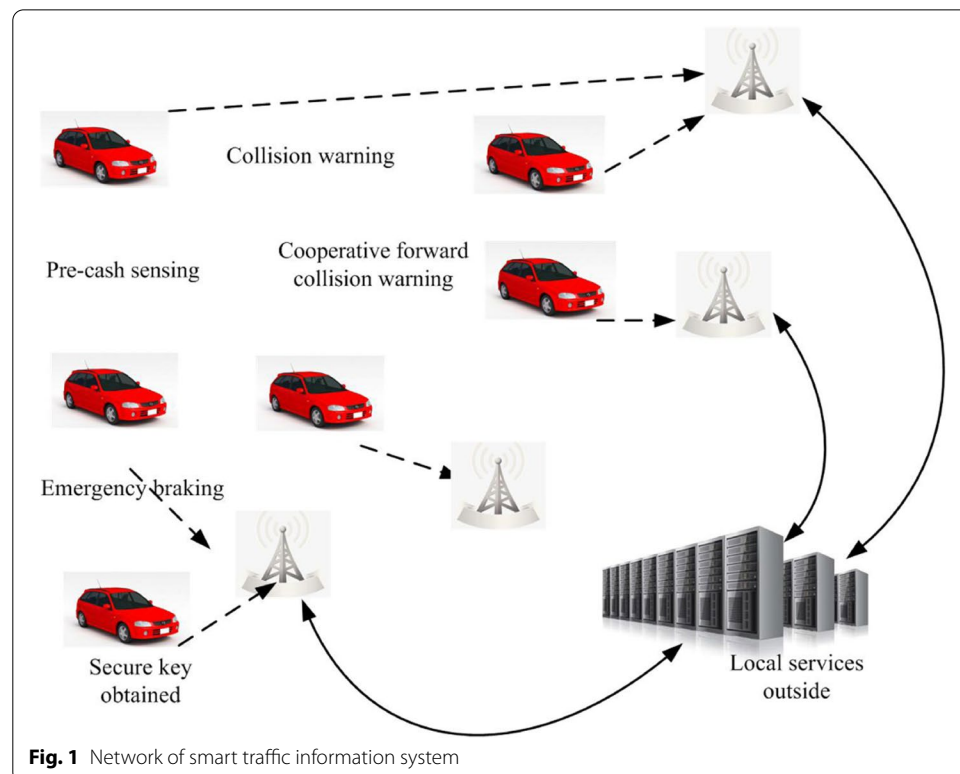 Collision warning
Cooperative forward
collision warning
Pre-cash sensing
Emergency braking
Secure key
obtained
Local services
outside
Fig. 1 Network of smart traffic information system